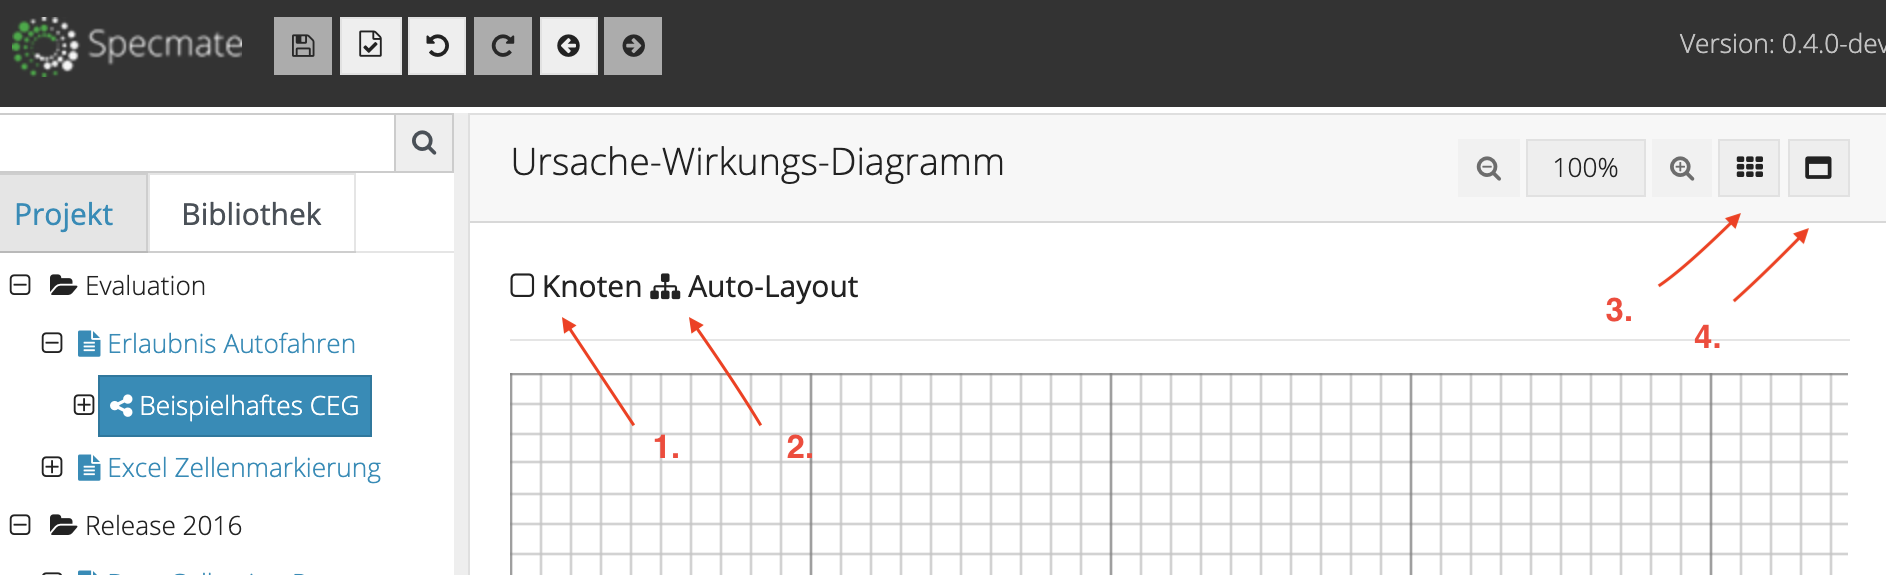 Specmate
Version: 0.4.0-dev
Ursache-Wirkungs-Diagramm
100%
Projekt Bibliothek
Evaluation
Knoten Auto-Layout
3.
4.
Erlaubnis Autofahren
Beispielhaftes CEG
1. 2.
Excel Zellenmarkierung
Release 2016